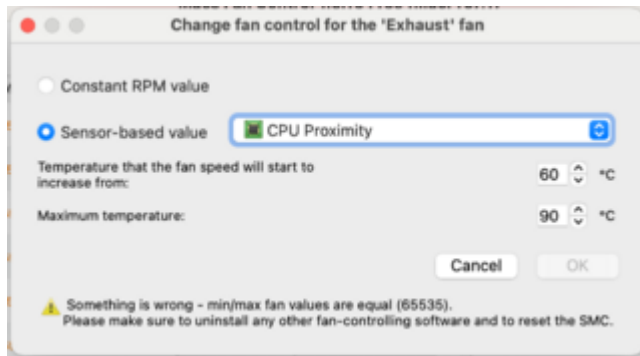 Change fan control for the 'Exhaust' fan
Constant RPM value
Sensor-based value CPU Proximity
Temperature that the fan speed will start to
increase from: 60 °C
Maximum temperature: 90 °C
Cancel OK
Something is wrong - min/max fan values are equal (65535).
Please make sure to uninstall any other fan-controlling software and to reset the SMC.